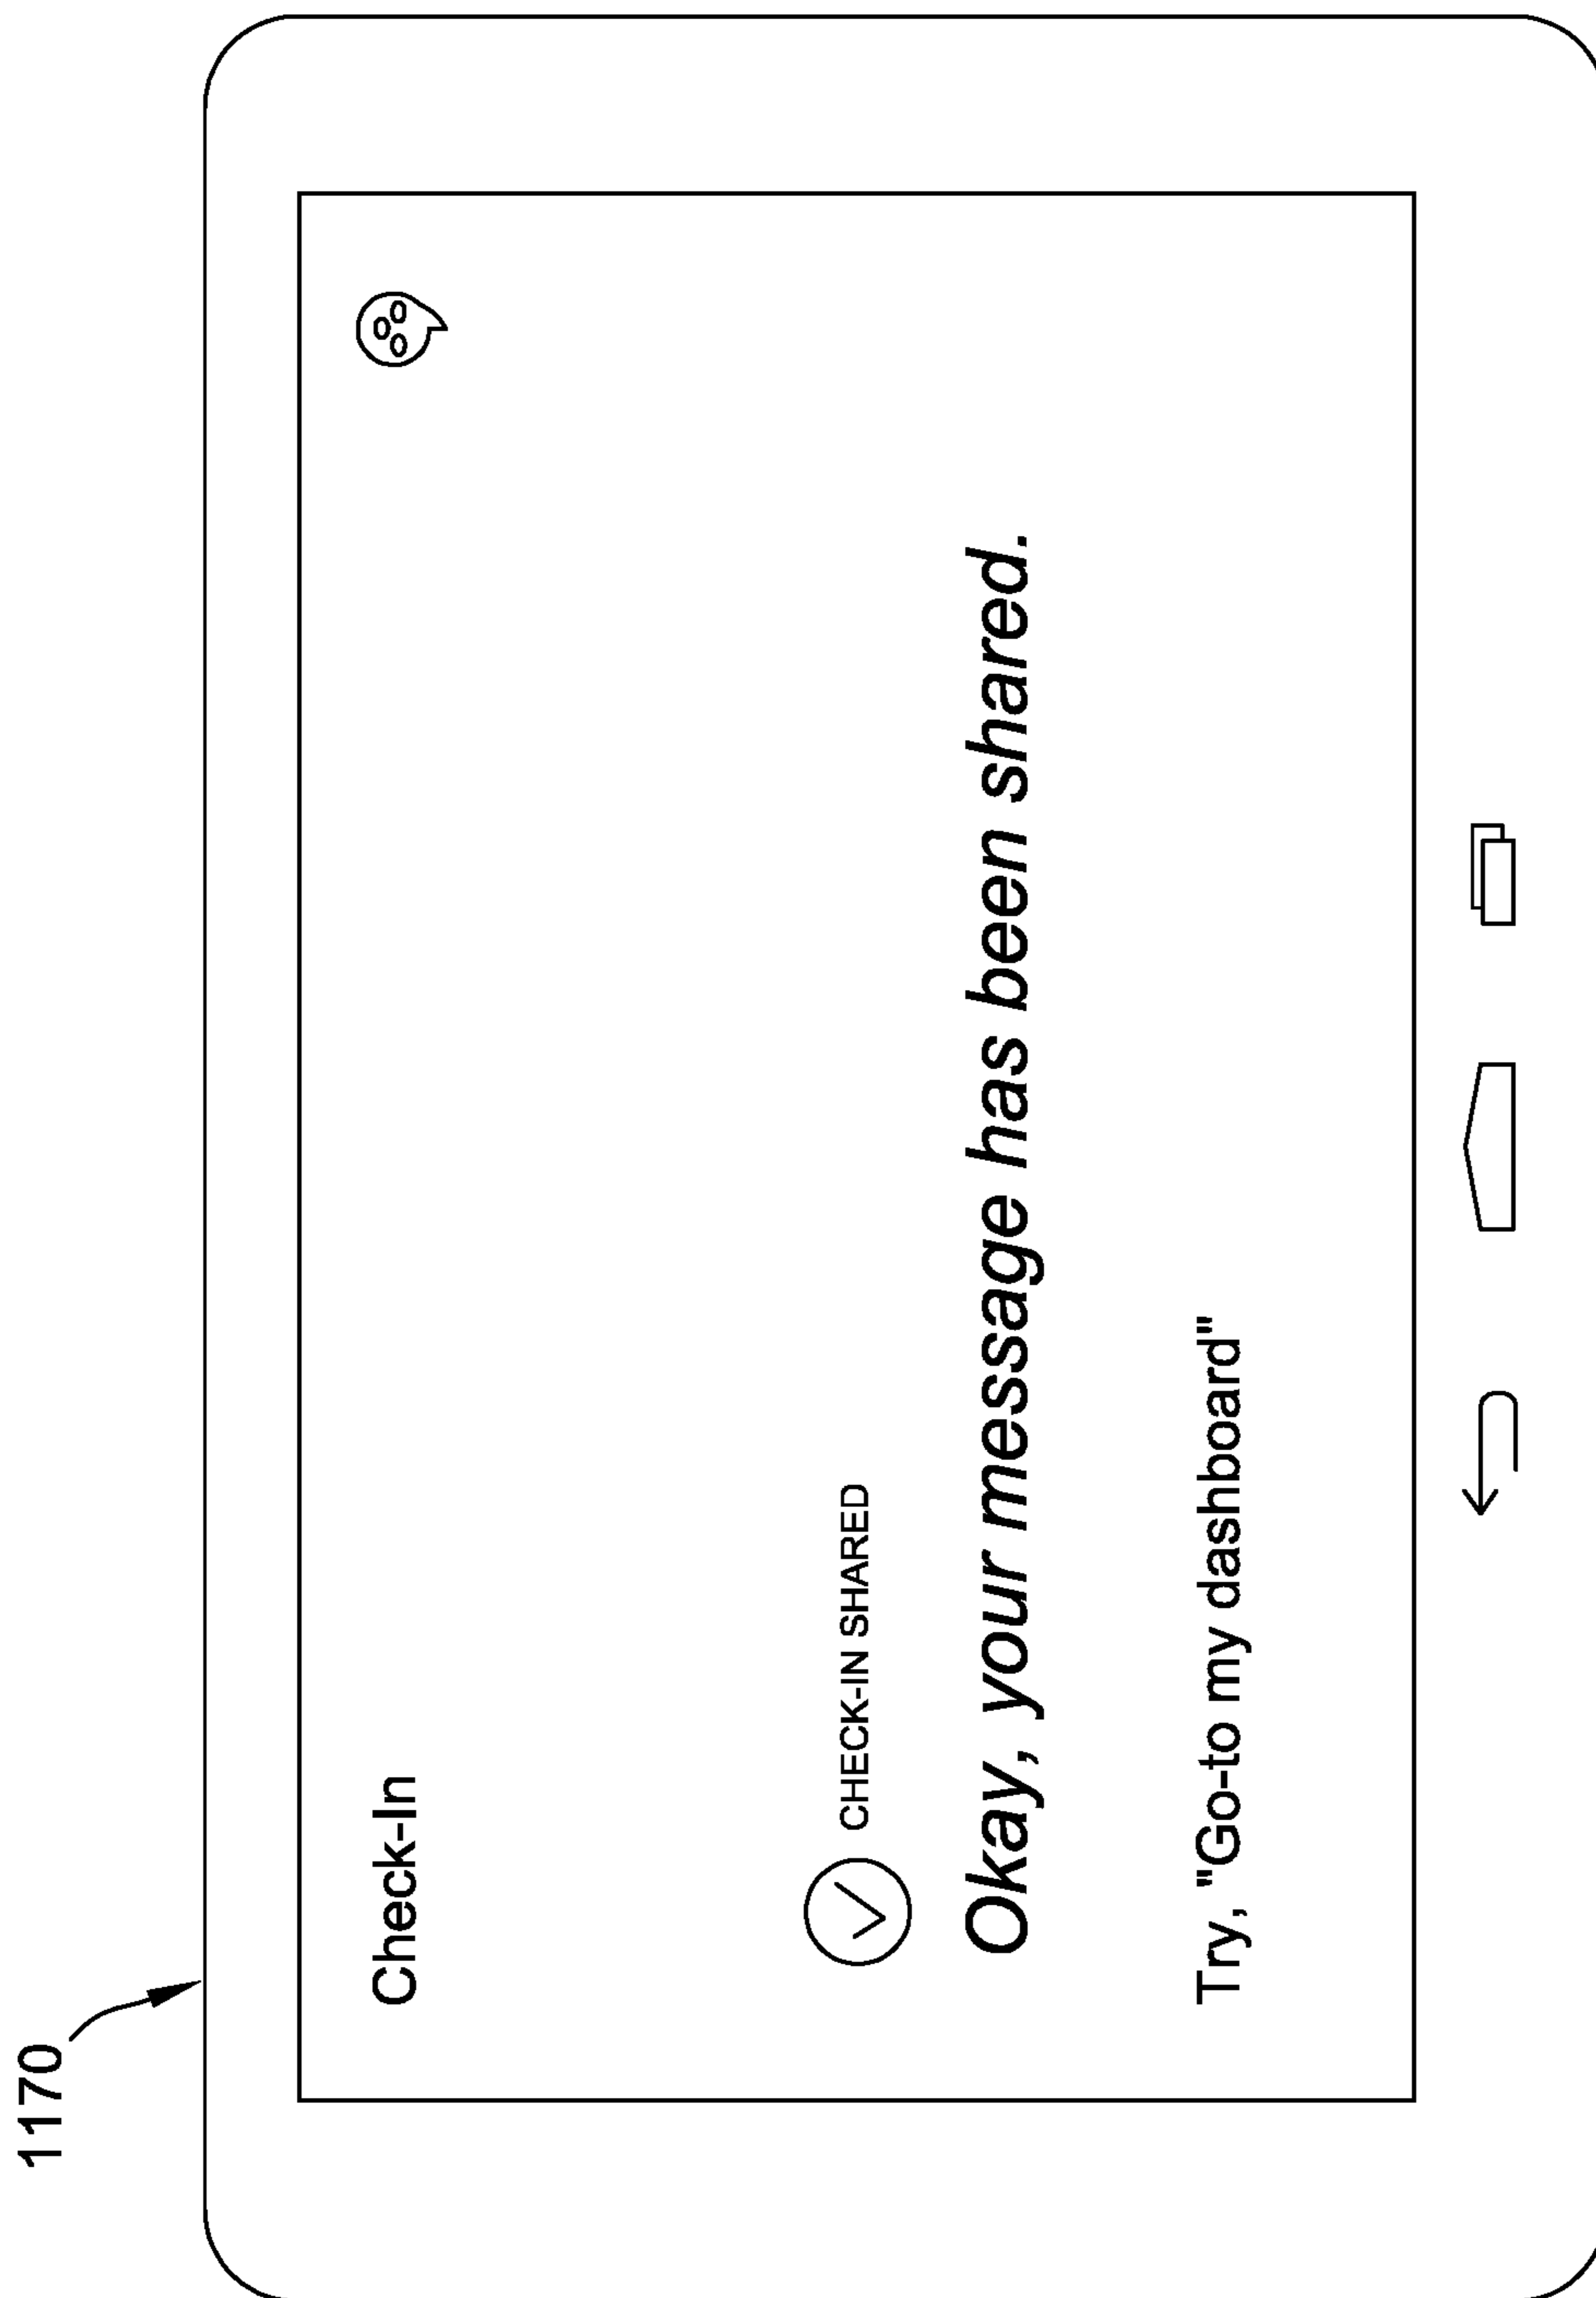 1170
Check-In
CHECK-IN SHARED
Okay, your message has been shared.
Try, "Go-to my dashboard"